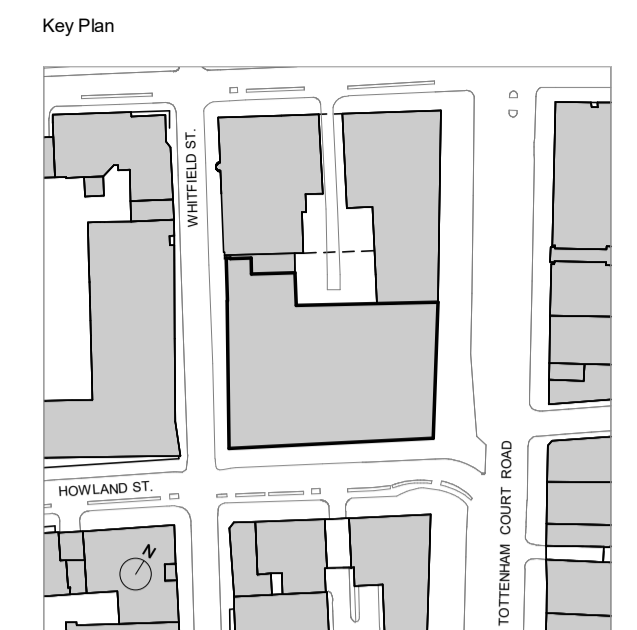 Key Plan
WHITFIELD ST.
HOWLAND ST.
TOTTENHAM COURT ROAD
N